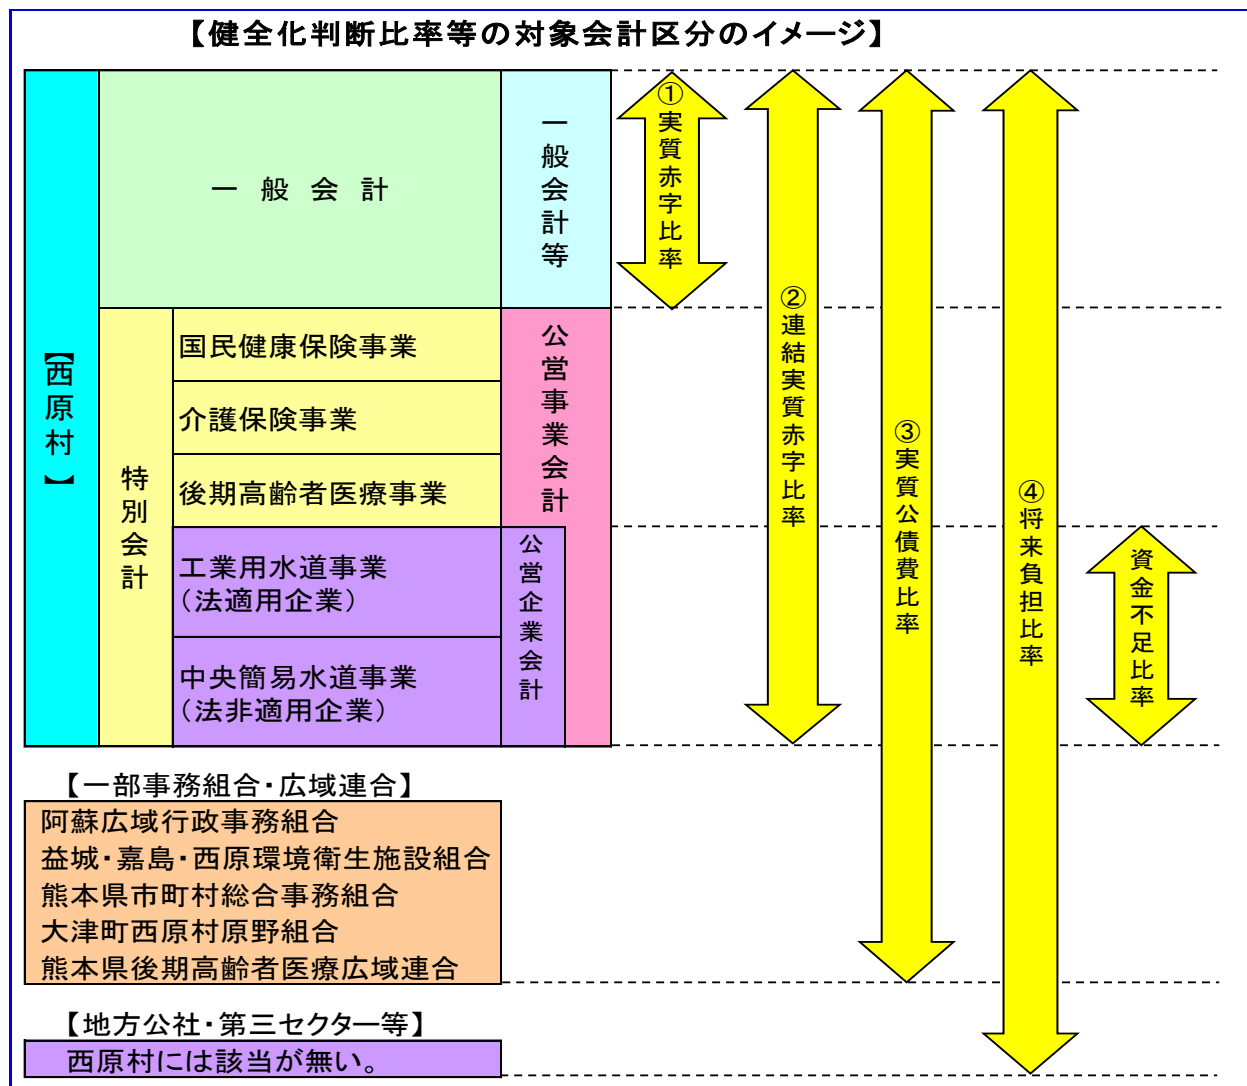 【健全化判断比率等の対象会計区分のイメージ】
【西原村】
一般会計
一般会計等
①実質赤字比率
②連結実質赤字比率
③実質公債費比率
④将来負担比率
資金不足比率
特別会計
国民健康保険事業
介護保険事業
後期高齢者医療事業
公営事業会計
工業用水道事業
（法適用企業）
中央簡易水道事業
（法非適用企業）
公営企業会計
【一部事務組合・広域連合】
阿蘇広域行政事務組合
益城・嘉島・西原環境衛生施設組合
熊本県市町村総合事務組合
大津町西原村原野組合
熊本県後期高齢者医療広域連合
【地方公社・第三セクター等】
西原村には該当が無い。